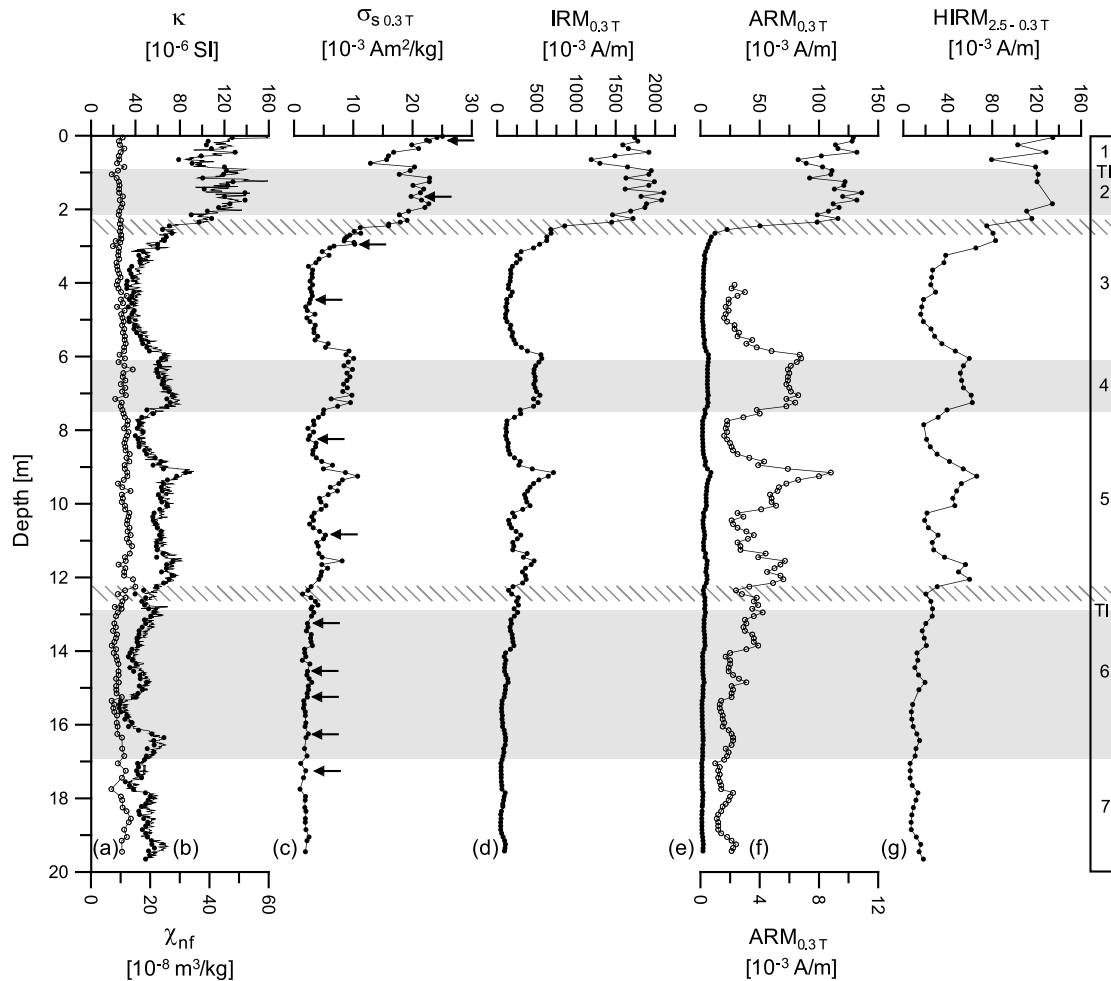 κ σs 0.3 T IRM0.3 T ARM0.3 T HIRM2.5 - 0.3 T
[10-6 SI] [10-3 Am2/kg] [10-3 A/m] [10-3 A/m] [10-3 A/m]
0 40 80 120 160 0 10 20 30 0 500 1000 1500 2000 0 50 100 150 0 40 80 120 160
0
2
4
6
8
10
12
14
16
18
20
Depth [m]
1
TI
2
3
4
5
TI
6
7
(a) (b) (c) (d) (e) (f) (g)
0 20 40 60 0 4 8 12
χnf ARM0.3 T
[10-8 m3/kg] [10-3 A/m]